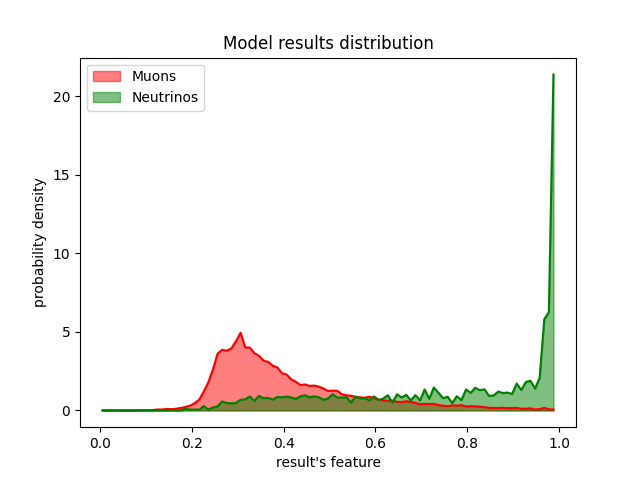 Model results distribution
Muons
Neutrinos
probability density
20
15
10
5
0
0.0 0.2 0.4 0.6 0.8 1.0
result's feature